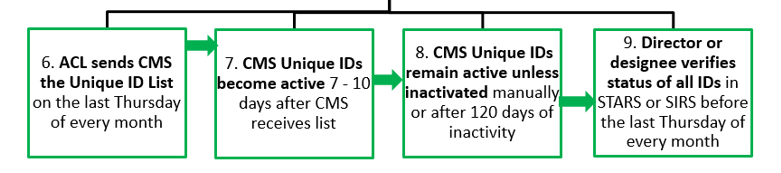 6. ACL sends CMS
the Unique ID List
on the last Thursday
of every month
7. CMS Unique IDs
become active 7 - 10
days after CMS
receives list
8. CMS Unique IDs
remain active unless
inactivated manually
or after 120 days of
inactivity
9. Director or
designee verifies
status of all IDs in
STARS or SIRS before
the last Thursday of
every month